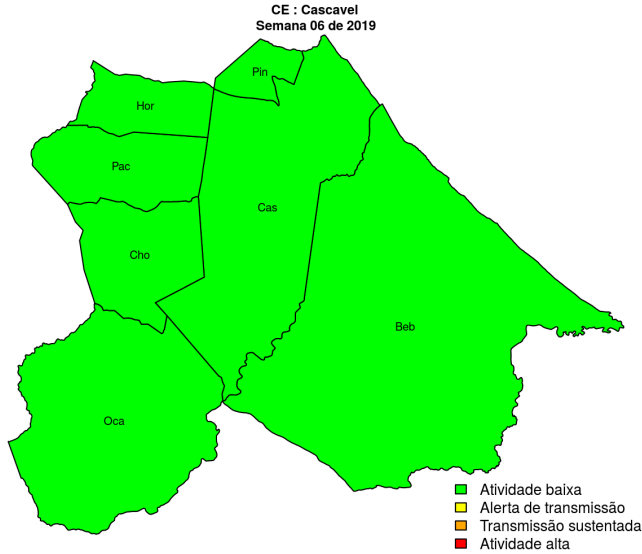 CE : Cascavel
Semana 06 de 2019
Pin
Hor
Pac
Cas
Cho
Beb
Oca
Atividade baixa
Alerta de transmissão
Transmissão sustentada
Atividade alta